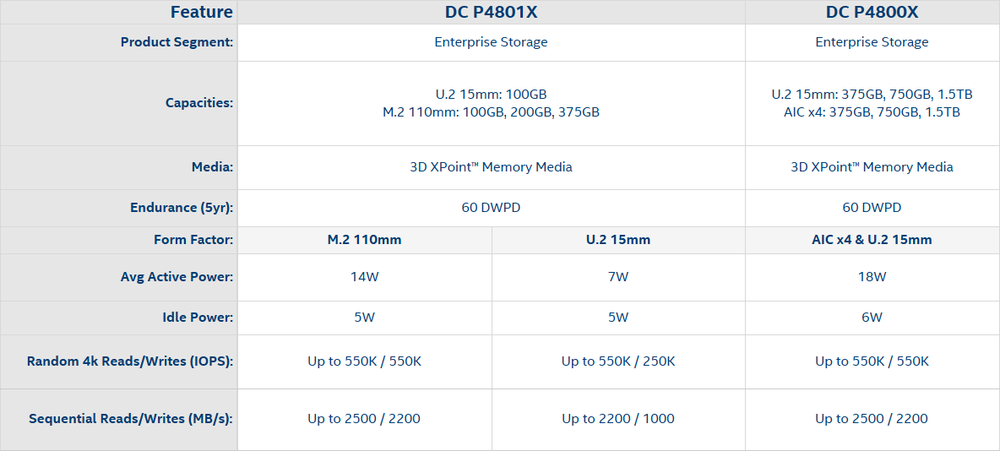 Feature DC P4801X DC P4800X
Product Segment: Enterprise Storage Enterprise Storage
Capacities: U.2 15mm: 100GB U.2 15mm: 375GB, 750GB, 1.5TB
M.2 110mm: 100GB, 200GB, 375GB AIC x4: 375GB, 750GB, 1.5TB
Media: 3D XPoint™ Memory Media 3D XPoint™ Memory Media
Endurance (5yr): 60 DWPD 60 DWPD
Form Factor: M.2 110mm U.2 15mm AIC x4 & U.2 15mm
Avg Active Power: 14W 7W 18W
Idle Power: 5W 5W 6W
Random 4k Reads/Writes (IOPS): Up to 550K / 550K Up to 550K / 250K Up to 550K / 550K
Sequential Reads/Writes (MB/s): Up to 2500 / 2200 Up to 2200 / 1000 Up to 2500 / 2200